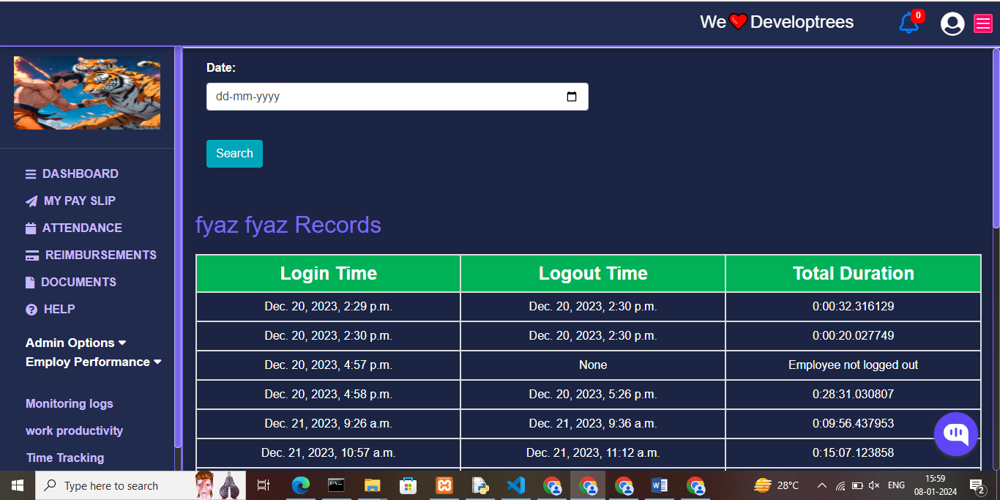 We Developtrees
0
Date:
dd-mm-yyyy
Search
DASHBOARD
MY PAY SLIP
ATTENDANCE
REIMBURSEMENTS
DOCUMENTS
HELP
Admin Options
Employ Performance
Monitoring logs
work productivity
Time Tracking
fyaz fyaz Records
Login Time Logout Time Total Duration
Dec. 20, 2023, 2:29 p.m. Dec. 20, 2023, 2:30 p.m. 0:00:32.316129
Dec. 20, 2023, 2:30 p.m. Dec. 20, 2023, 2:30 p.m. 0:00:20.027749
Dec. 20, 2023, 4:57 p.m. None Employee not logged out
Dec. 20, 2023, 4:58 p.m. Dec. 20, 2023, 5:26 p.m. 0:28:31.030807
Dec. 21, 2023, 9:26 a.m. Dec. 21, 2023, 9:36 a.m. 0:09:56.437953
Dec. 21, 2023, 10:57 a.m. Dec. 21, 2023, 11:12 a.m. 0:15:07.123858
Type here to search
28°C
ENG
15:59
08-01-2024
2